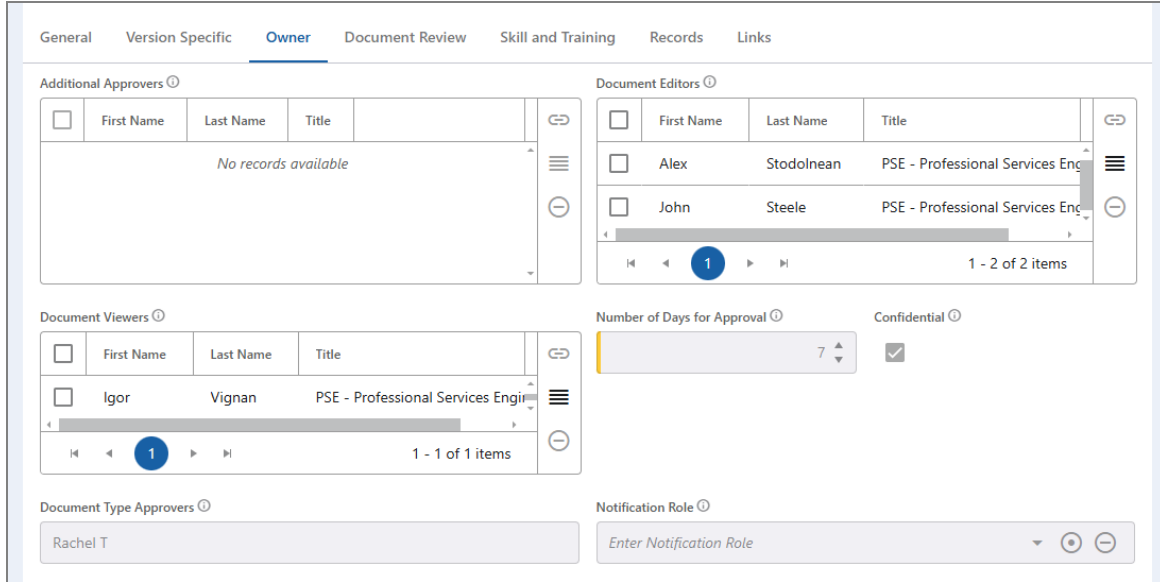 General Version Specific Owner Document Review Skill and Training Records Links
Additional Approvers
First Name Last Name Title
No records available
Document Editors
First Name Last Name Title
Alex Stodolnean PSE - Professional Services Eng
John Steele PSE - Professional Services Eng
1 1 - 2 of 2 items
Document Viewers
First Name Last Name Title
Igor Vignan PSE - Professional Services Engin
1 1 - 1 of 1 items
Number of Days for Approval
7
Confidential
Document Type Approvers
Rachel T
Notification Role
Enter Notification Role